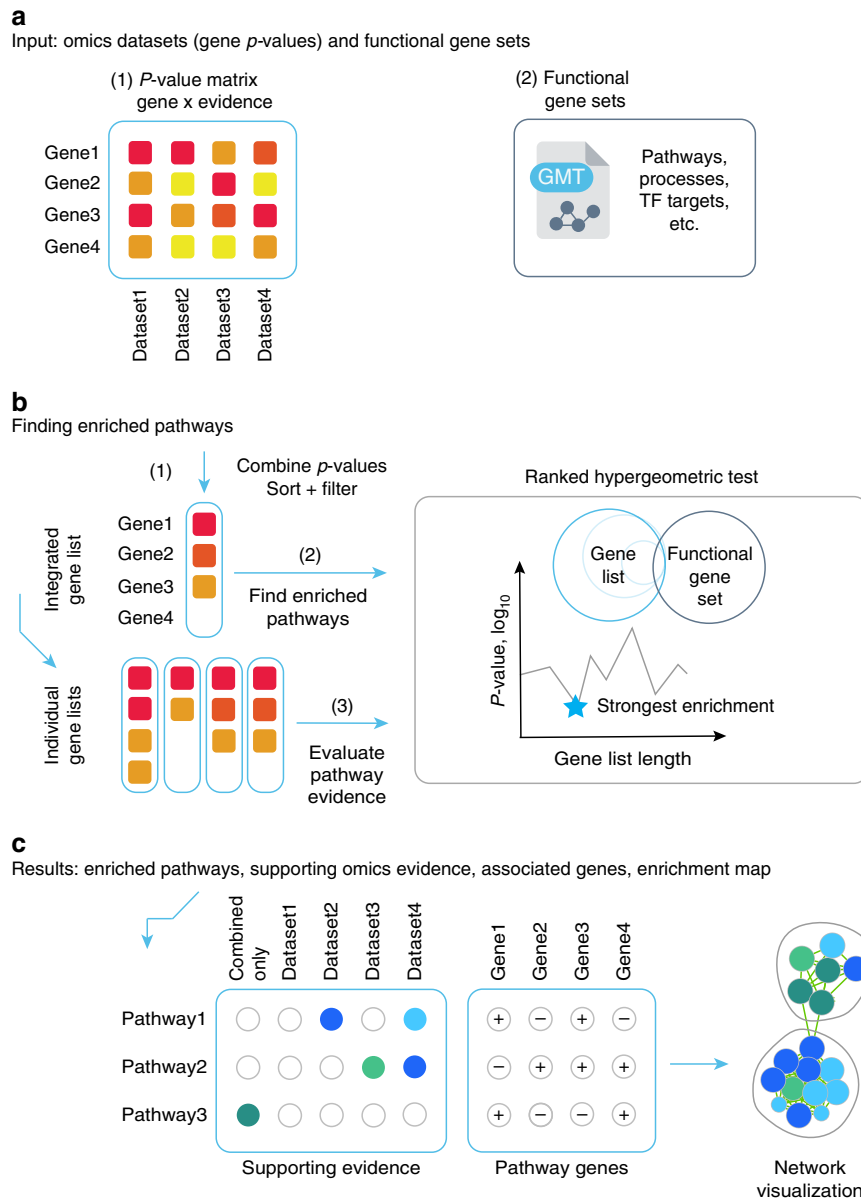 a
Input: omics datasets (gene p-values) and functional gene sets
(1) P-value matrix
gene x evidence
Gene1
Gene2
Gene3
Gene4
Dataset1
Dataset2
Dataset3
Dataset4
(2) Functional
gene sets
GMT
Pathways,
processes,
TF targets,
etc.
b
Finding enriched pathways
(1)
Combine p-values
Sort + filter
Integrated
gene list
Gene1
Gene2
Gene3
Gene4
(2)
Find enriched
pathways
Individual
gene lists
(3)
Evaluate
pathway
evidence
Ranked hypergeometric test
Gene
list
Functional
gene
set
P-value, log10
Strongest enrichment
Gene list length
c
Results: enriched pathways, supporting omics evidence, associated genes, enrichment map
Combined
only
Dataset1
Dataset2
Dataset3
Dataset4
Gene1
Gene2
Gene3
Gene4
Pathway1
+ − + −
Pathway2
− + + +
Pathway3
+ − − +
Supporting evidence
Pathway genes
Network
visualization